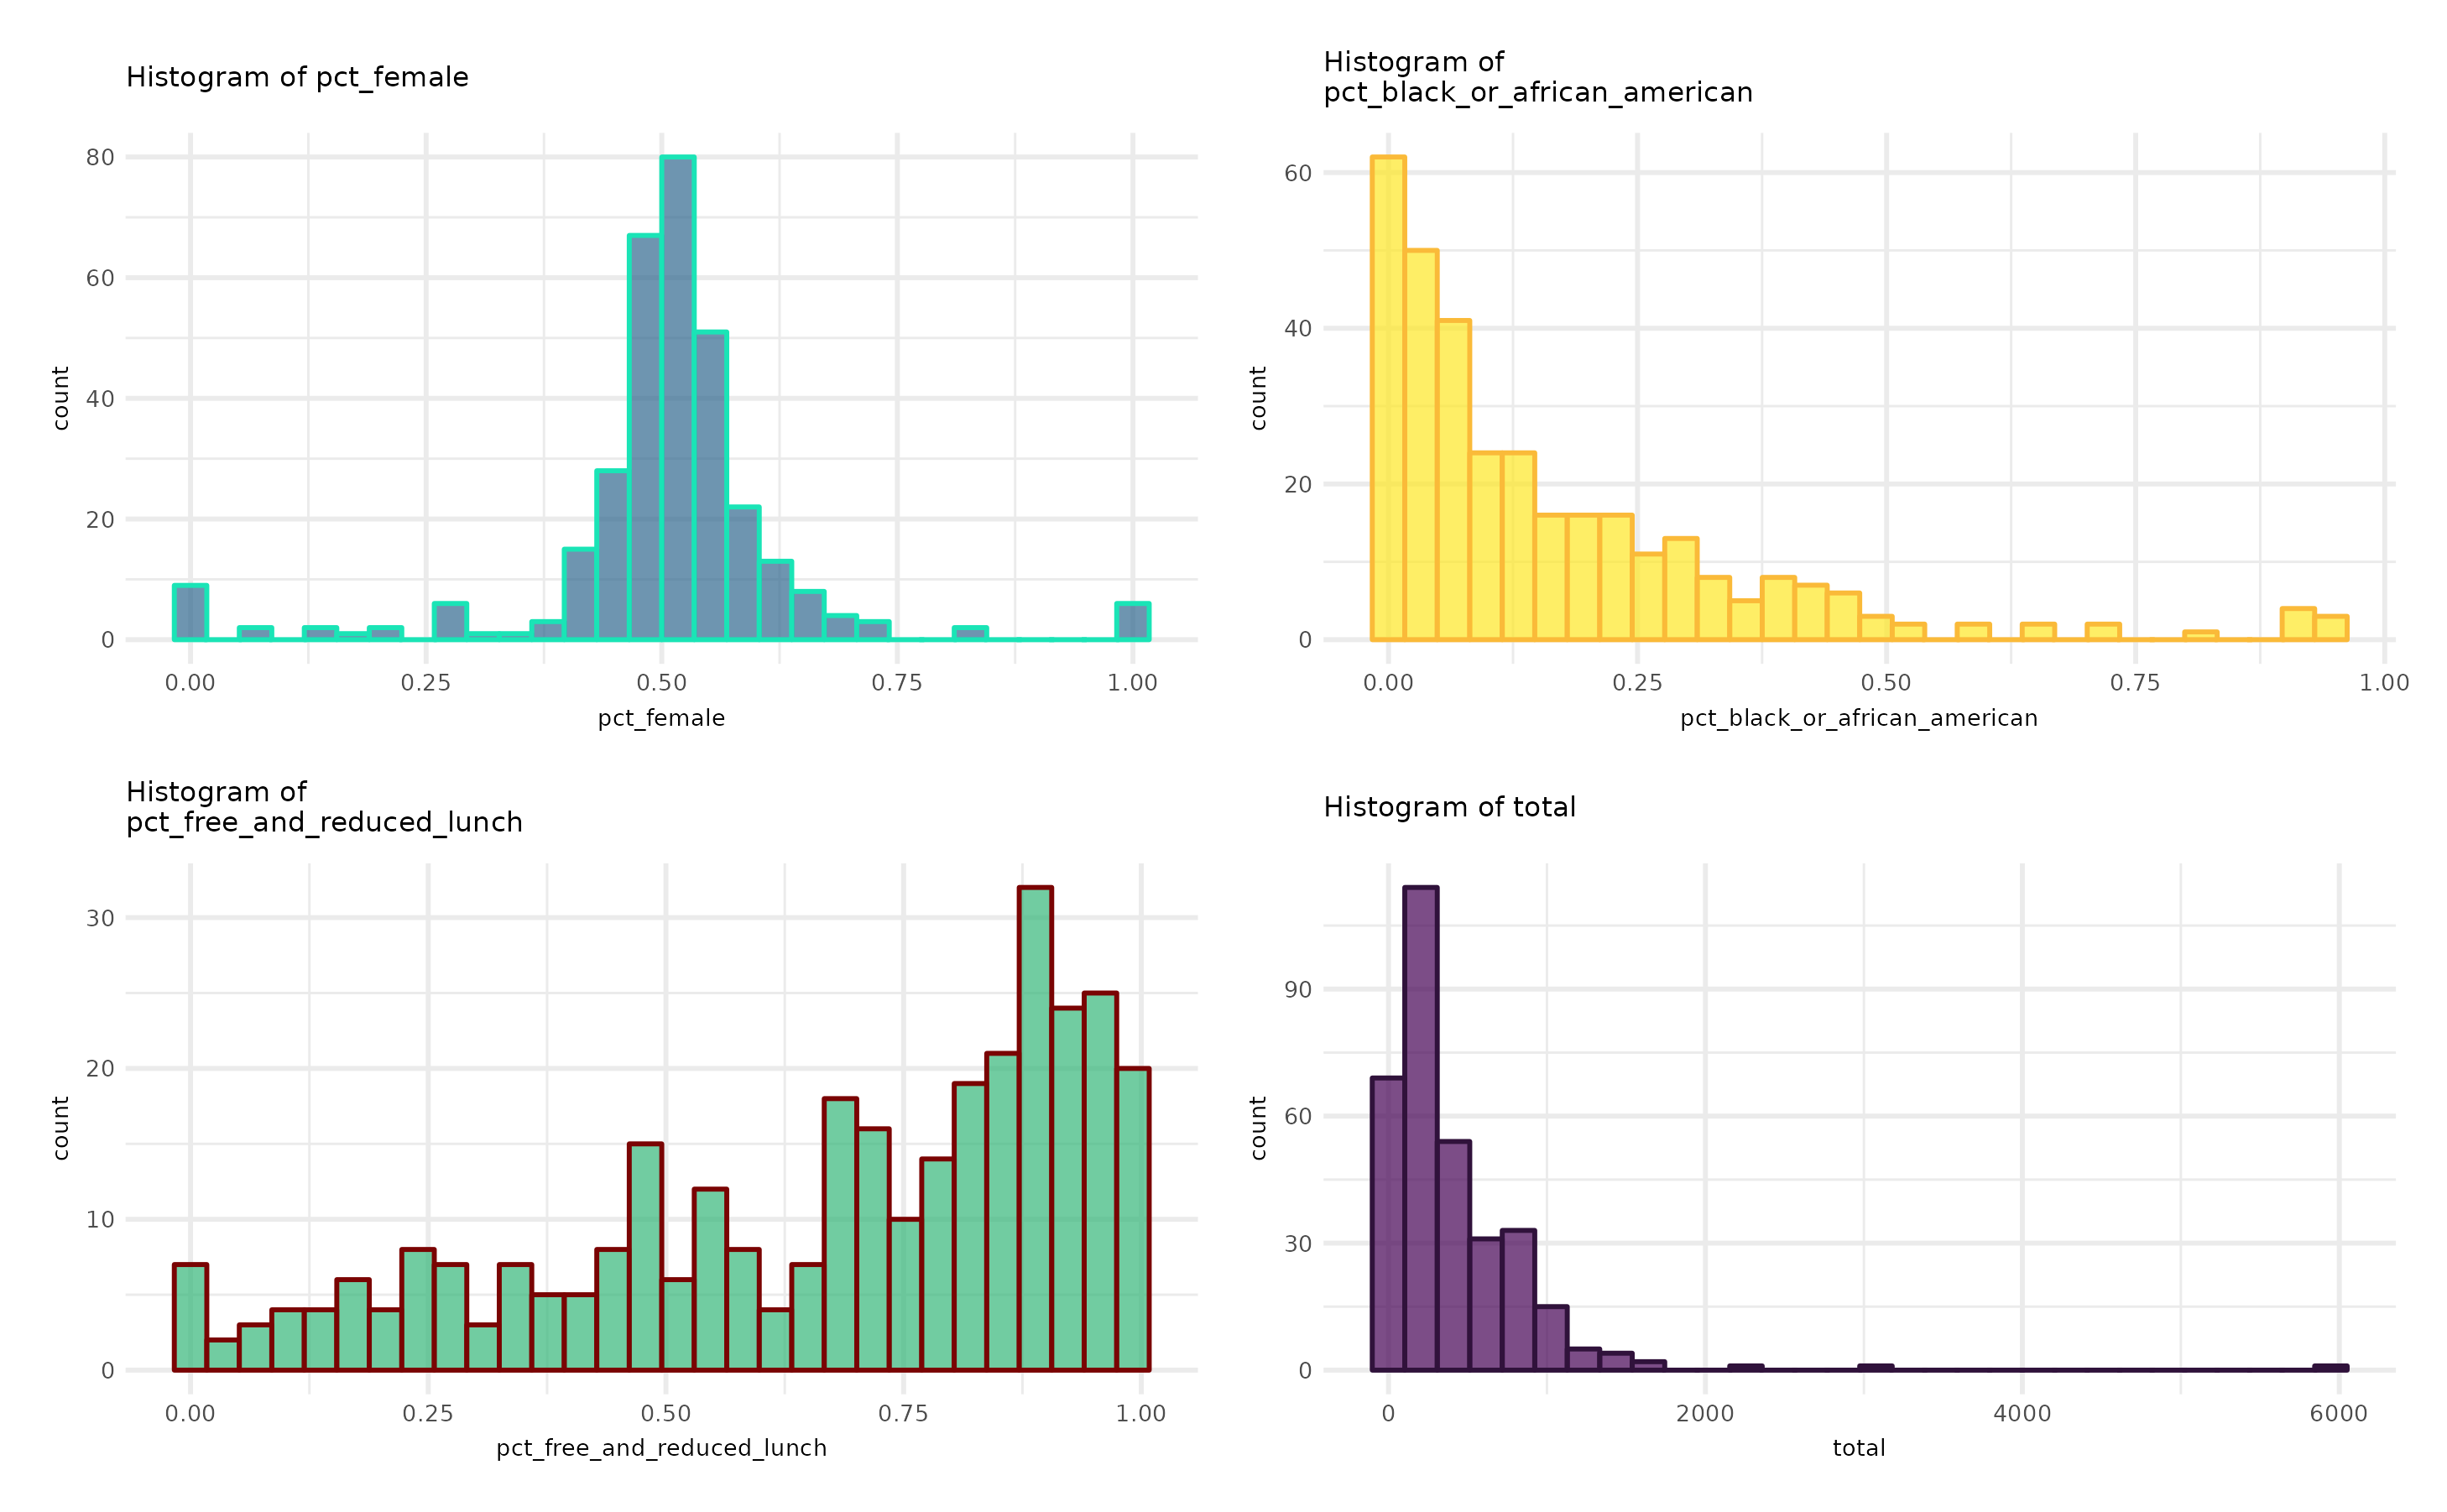 Histogram of pct_female
80
60
40
20
0
count
0.00 0.25 0.50 0.75 1.00
pct_female
Histogram of
pct_black_or_african_american
60
40
20
0
count
0.00 0.25 0.50 0.75 1.00
pct_black_or_african_american
Histogram of
pct_free_and_reduced_lunch
30
20
10
0
count
0.00 0.25 0.50 0.75 1.00
pct_free_and_reduced_lunch
Histogram of total
90
60
30
0
count
0 2000 4000 6000
total